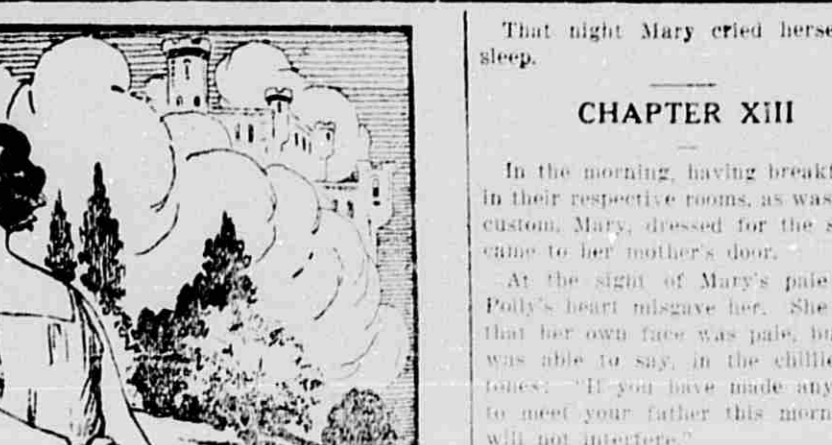 That night Mary cried herse
sleep.
CHAPTER XIII
In the morning, having breakf
in their respective rooms, as was
custom, Mary, dressed for the s
came to her mother's door.
At the sight of Mary's pale
Polly's heart misgave her. She
that her own face was pale, bu
was able to say, in the chillie
tones: "If you have made any
to meet your father this morn
will not interfere."